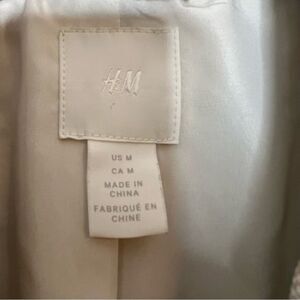 H&M
US M
CA M
MADE IN
CHINA
FABRIQUÉ EN
CHINE